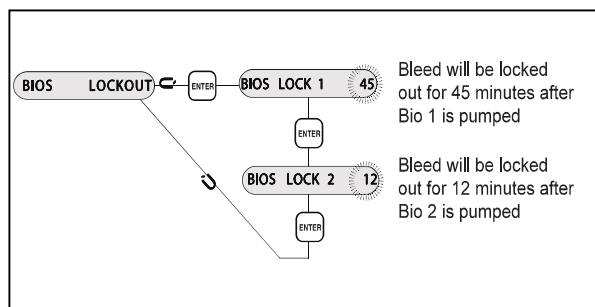 BIOS LOCKOUT
ENTER
BIOS LOCK 1 45
Bleed will be locked
out for 45 minutes after
Bio 1 is pumped
ENTER
BIOS LOCK 2 12
Bleed will be locked
out for 12 minutes after
Bio 2 is pumped
ENTER